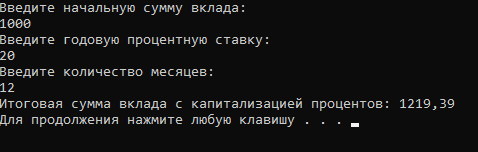 Введите начальную сумму вклада:
1000
Введите годовую процентную ставку:
20
Введите количество месяцев:
12
Итоговая сумма вклада с капитализацией процентов: 1219,39
Для продолжения нажмите любую клавишу . . .